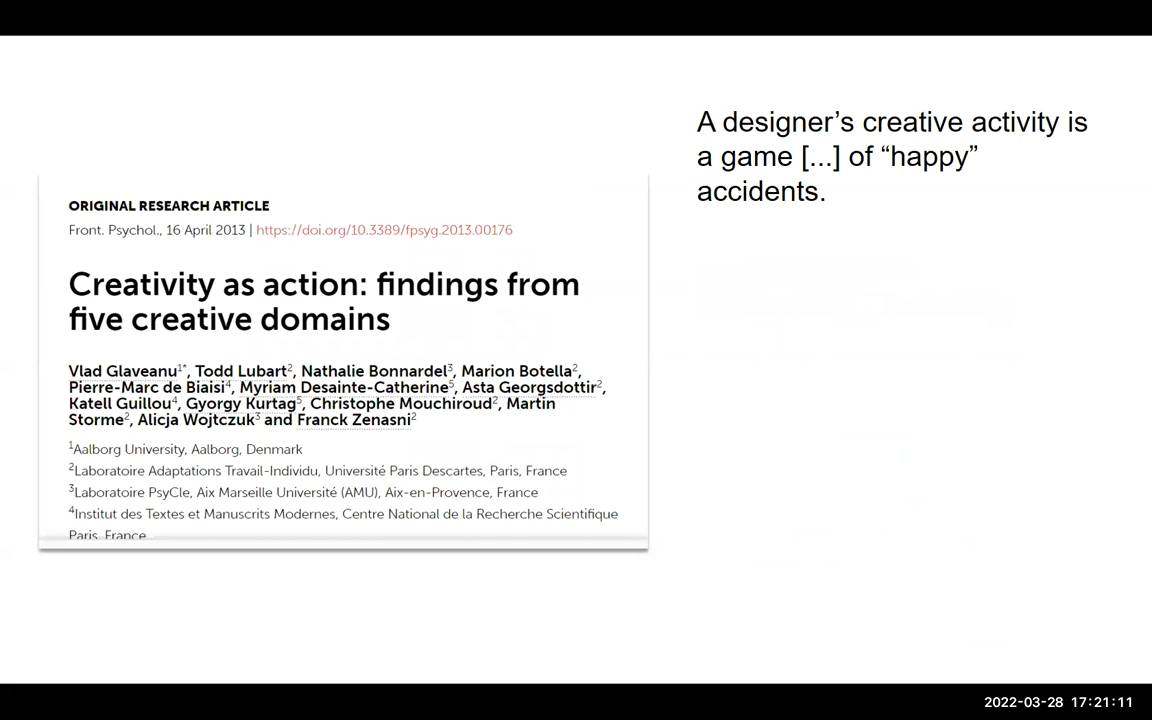 A designer’s creative activity is
a game [...] of “happy”
accidents.
ORIGINAL RESEARCH ARTICLE
Front. Psychol., 16 April 2013 | https://doi.org/10.3389/fpsyg.2013.00176
Creativity as action: findings from
five creative domains
Vlad Glaveanu1*, Todd Lubart2, Nathalie Bonnardel3, Marion Botella2,
Pierre-Marc de Biaisi4, Myriam Desainte-Catherine5, Asta Georgsdottir2,
Katell Guillou4, Gyorgy Kurtag5, Christophe Mouchiroud2, Martin
Storme2, Alicja Wojtczuk3 and Franck Zenasni2
1Aalborg University, Aalborg, Denmark
2Laboratoire Adaptations Travail-Individu, Université Paris Descartes, Paris, France
3Laboratoire PsyCle, Aix Marseille Université (AMU), Aix-en-Provence, France
4Institut des Textes et Manuscrits Modernes, Centre National de la Recherche Scientifique
Paris, France
2022-03-28 17:21:11